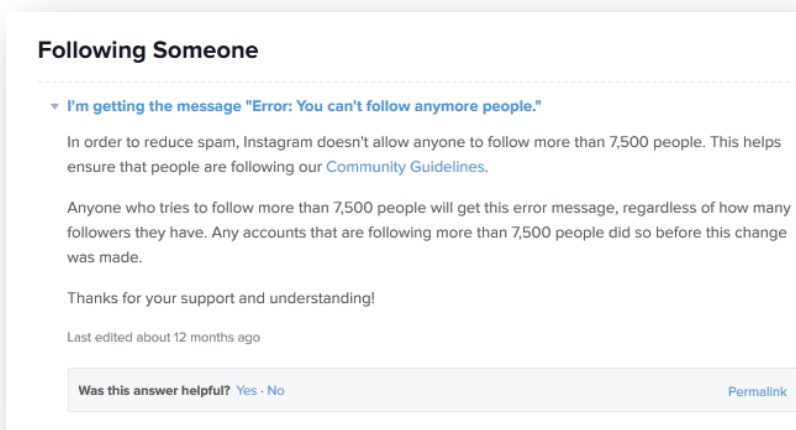 Following Someone
I'm getting the message "Error: You can't follow anymore people."
In order to reduce spam, Instagram doesn't allow anyone to follow more than 7,500 people. This helps
ensure that people are following our Community Guidelines.
Anyone who tries to follow more than 7,500 people will get this error message, regardless of how many
followers they have. Any accounts that are following more than 7,500 people did so before this change
was made.
Thanks for your support and understanding!
Last edited about 12 months ago
Was this answer helpful? Yes · No Permalink